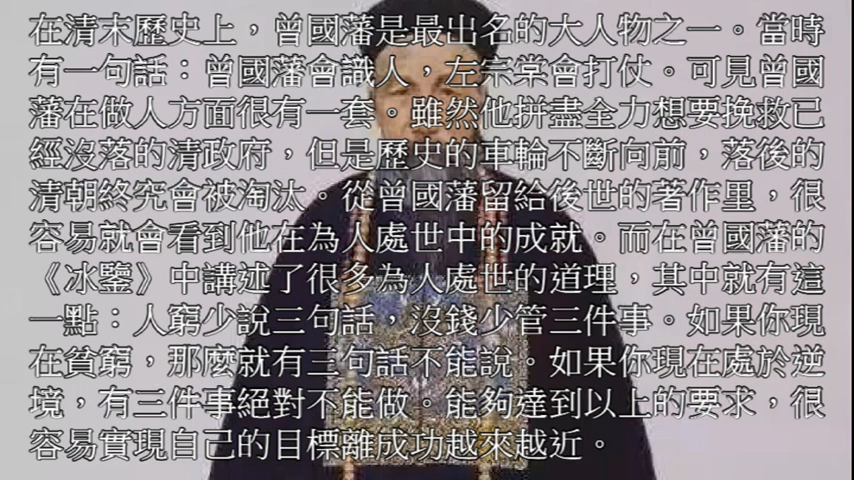 在清末歷史上，曾國藩是最出名的大人物之一。當時
有一句話：曾國藩會識人，左宗棠會打仗。可見曾國
藩在做人方面很有一套。雖然他拼盡全力想要挽救已
經沒落的清政府，但是歷史的車輪不斷向前，落後的
清朝終究會被淘汰。從曾國藩留給後世的著作里，很
容易就會看到他在為人處世中的成就。而在曾國藩的
《冰鑒》中講述了很多為人處世的道理，其中就有這
一點：人窮少說三句話，沒錢少管三件事。如果你現
在貧窮，那麼就有三句話不能說。如果你現在處於逆
境，有三件事絕對不能做。能夠達到以上的要求，很
容易實現自己的目標離成功越來越近。